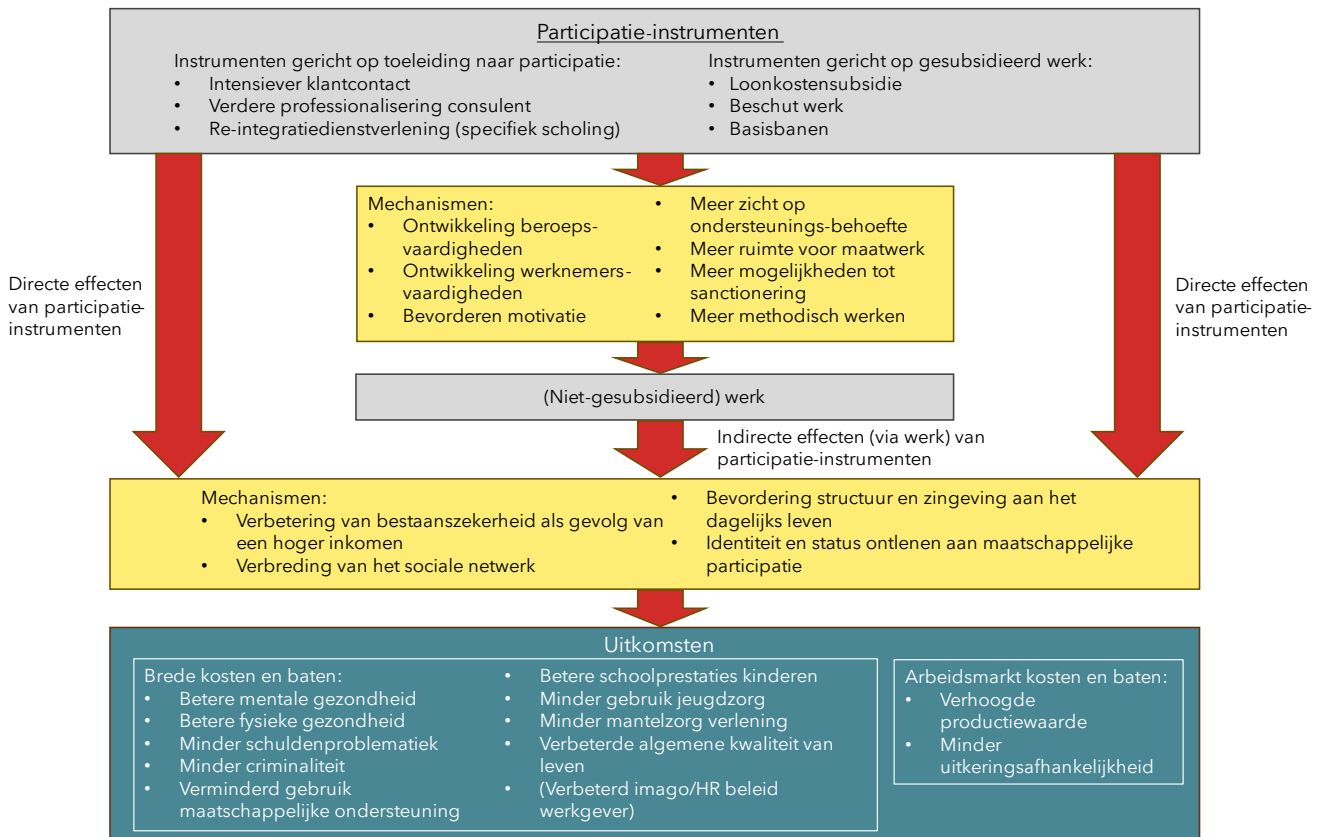 Participatie-instrumenten
Instrumenten gericht op toeleiding naar participatie:
• Intensiever klantcontact
• Verdere professionalisering consulent
• Re-integratiedienstverlening (specifiek scholing)
Instrumenten gericht op gesubsidieerd werk:
• Loonkostensubsidie
• Beschut werk
• Basisbanen
Directe effecten
van participatie-
instrumenten
Mechanismen:
• Ontwikkeling beroeps-
vaardigheden
• Ontwikkeling werknemers-
vaardigheden
• Bevorderen motivatie
• Meer zicht op
ondersteunings-behoefte
• Meer ruimte voor maatwerk
• Meer mogelijkheden tot
sanctionering
• Meer methodisch werken
Directe effecten
van participatie-
instrumenten
(Niet-gesubsidieerd) werk
Indirecte effecten (via werk) van
participatie-instrumenten
Mechanismen:
• Verbetering van bestaanszekerheid als gevolg van
een hoger inkomen
• Verbreding van het sociale netwerk
• Bevordering structuur en zingeving aan het
dagelijks leven
• Identiteit en status ontlenen aan maatschappelijke
participatie
Uitkomsten
Brede kosten en baten:
• Betere mentale gezondheid
• Betere fysieke gezondheid
• Minder schuldenproblematiek
• Minder criminaliteit
• Verminderd gebruik
maatschappelijke ondersteuning
• Betere schoolprestaties kinderen
• Minder gebruik jeugdzorg
• Minder mantelzorg verlening
• Verbeterde algemene kwaliteit van
leven
• (Verbeterd imago/HR beleid
werkgever)
Arbeidsmarkt kosten en baten:
• Verhoogde
productiewaarde
• Minder
uitkeringsafhankelijkheid